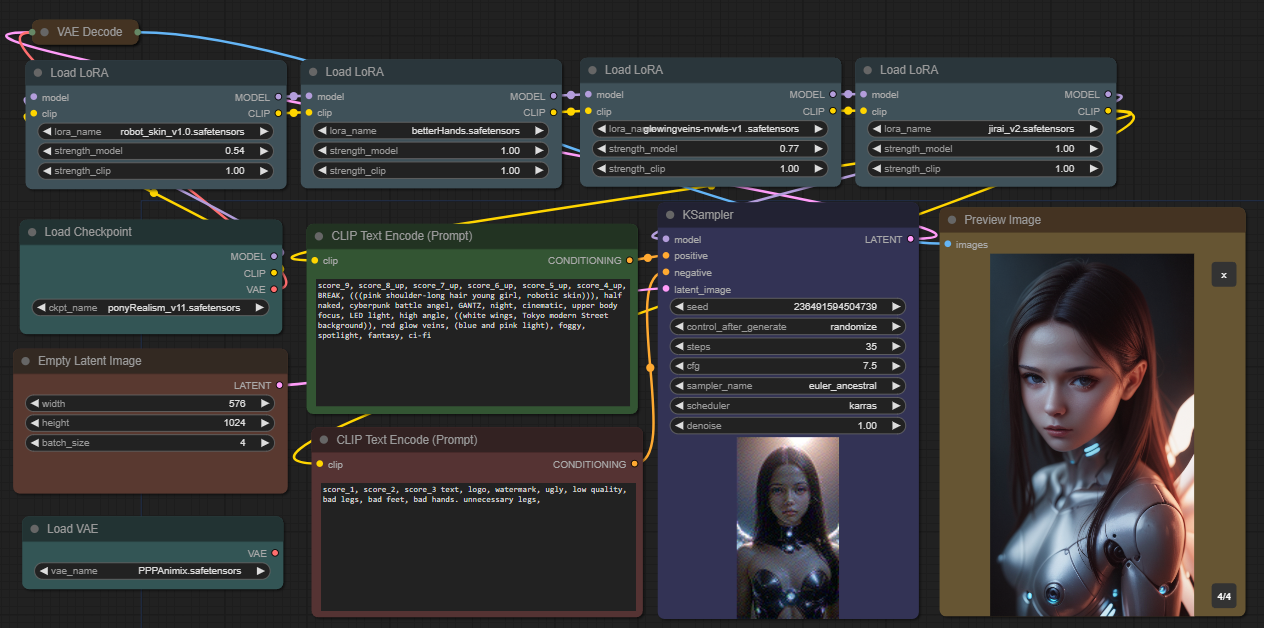 VAE Decode
Load LoRA
model MODEL
clip CLIP
lora_name robot_skin_v1.0.safetensors
strength_model 0.54
strength_clip 1.00
Load LoRA
model MODEL
clip CLIP
lora_name betterHands.safetensors
strength_model 1.00
strength_clip 1.00
Load LoRA
model MODEL
clip CLIP
lora_name glowingveins-nvwls-v1 .safetensors
strength_model 0.77
strength_clip 1.00
Load LoRA
model MODEL
clip CLIP
lora_name jirai_v2.safetensors
strength_model 1.00
strength_clip 1.00
Load Checkpoint
MODEL
CLIP
VAE
ckpt_name ponyRealism_v11.safetensors
Empty Latent Image
LATENT
width 576
height 1024
batch_size 4
Load VAE
VAE
vae_name PPPAnimix.safetensors
CLIP Text Encode (Prompt)
clip CONDITIONING
score_9, score_8_up, score_7_up, score_6_up, score_5_up, score_4_up,
BREAK, (((pink shoulder-long hair young girl, robotic skin))), half
naked, cyberpunk battle angel, GANTZ, night, cinematic, upper body
focus, LED light, high angle, ((white wings, Tokyo modern Street
background)), red glow veins, (blue and pink light), foggy,
spotlight, fantasy, ci-fi
CLIP Text Encode (Prompt)
clip CONDITIONING
score_1, score_2, score_3 text, logo, watermark, ugly, low quality,
bad legs, bad feet, bad hands. unnecessary legs,
KSampler
model LATENT
positive
negative
latent_image
seed 236491594504739
control_after_generate randomize
steps 35
cfg 7.5
sampler_name euler_ancestral
scheduler karras
denoise 1.00
Preview Image
images
x
4/4